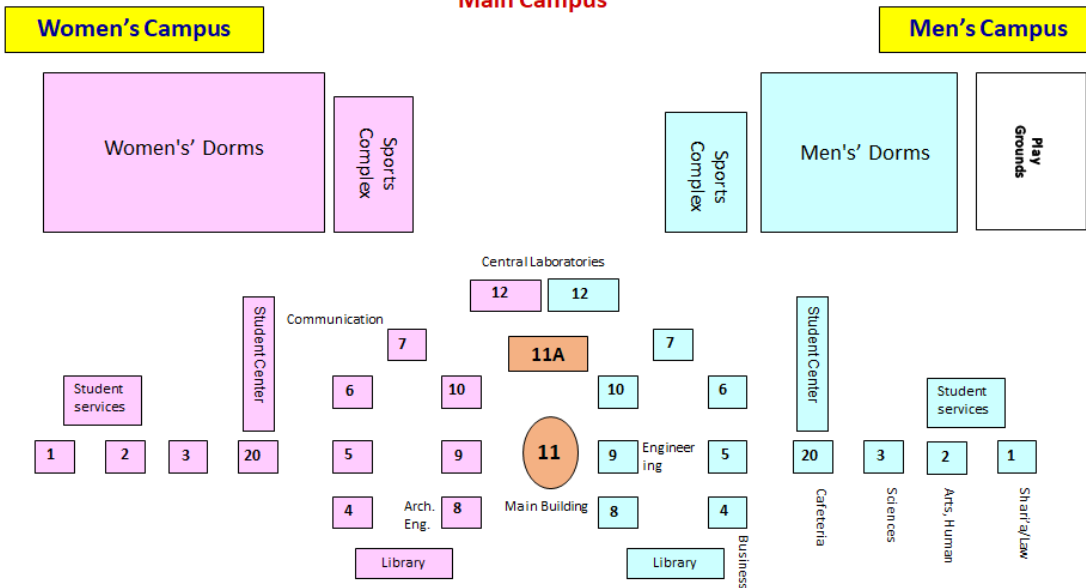 Main Campus
Women's Campus
Men's Campus
Women's' Dorms
Sports
Complex
Sports
Complex
Men's' Dorms
Play
Grounds
Central Laboratories
12
12
Student Center
Communication
7
11A
7
Student Center
Student
services
6
10
10
6
Student
services
1
2
3
20
5
9
11
9
Engineer
ing
5
20
3
2
1
4
Arch.
Eng.
8
Main Building
8
4
Business
Cafeteria
Sciences
Arts, Human
Shari'a/Law
Library
Library